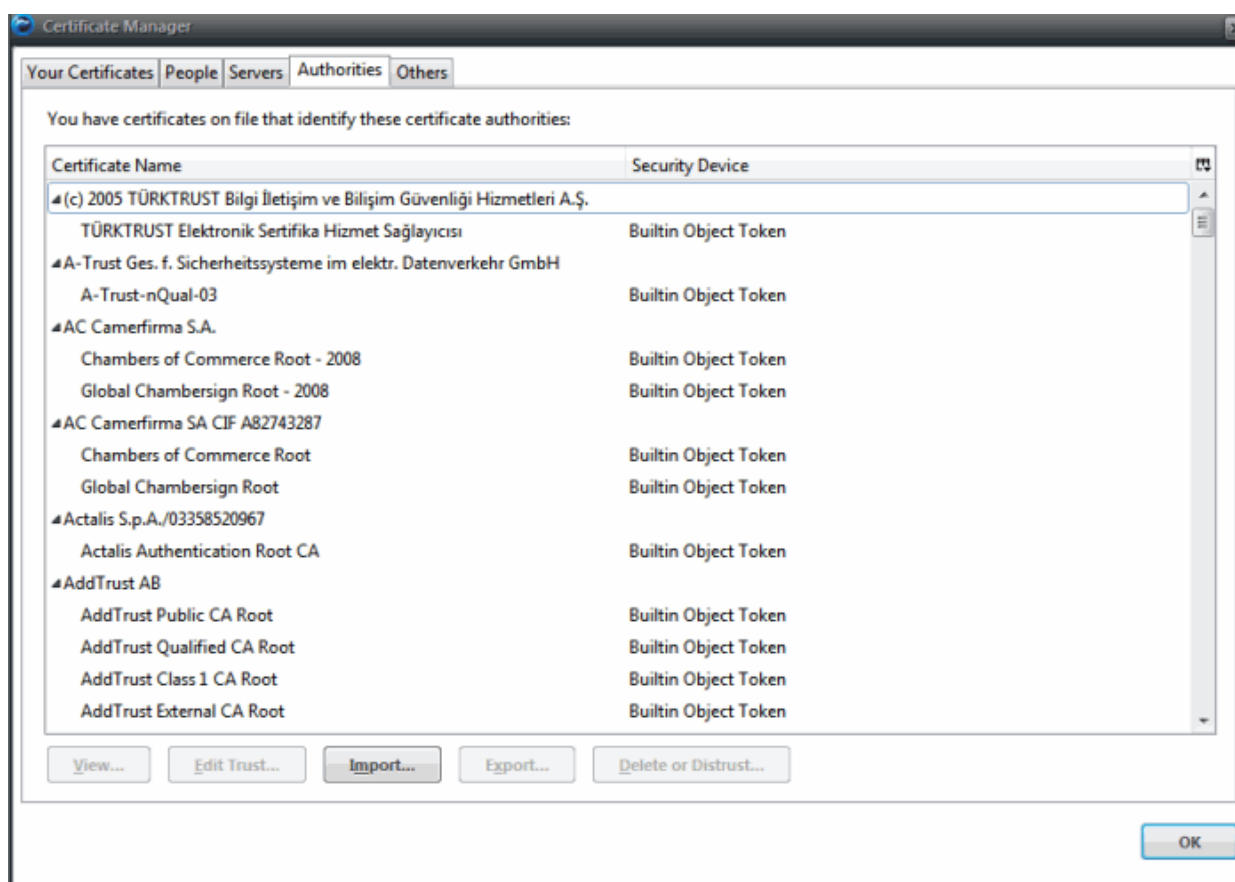 Certificate Manager
Your Certificates People Servers Authorities Others
You have certificates on file that identify these certificate authorities:
Certificate Name Security Device
(c) 2005 TÜRKTRUST Bilgi İletişim ve Bilişim Güvenliği Hizmetleri A.Ş.
TÜRKTRUST Elektronik Sertifika Hizmet Sağlayıcısı Builtin Object Token
A-Trust Ges. f. Sicherheitssysteme im elektr. Datenverkehr GmbH
A-Trust-nQual-03 Builtin Object Token
AC Camerfirma S.A.
Chambers of Commerce Root - 2008 Builtin Object Token
Global Chambersign Root - 2008 Builtin Object Token
AC Camerfirma SA CIF A82743287
Chambers of Commerce Root Builtin Object Token
Global Chambersign Root Builtin Object Token
Actalis S.p.A./03358520967
Actalis Authentication Root CA Builtin Object Token
AddTrust AB
AddTrust Public CA Root Builtin Object Token
AddTrust Qualified CA Root Builtin Object Token
AddTrust Class 1 CA Root Builtin Object Token
AddTrust External CA Root Builtin Object Token
View... Edit Trust... Import... Export... Delete or Distrust...
OK